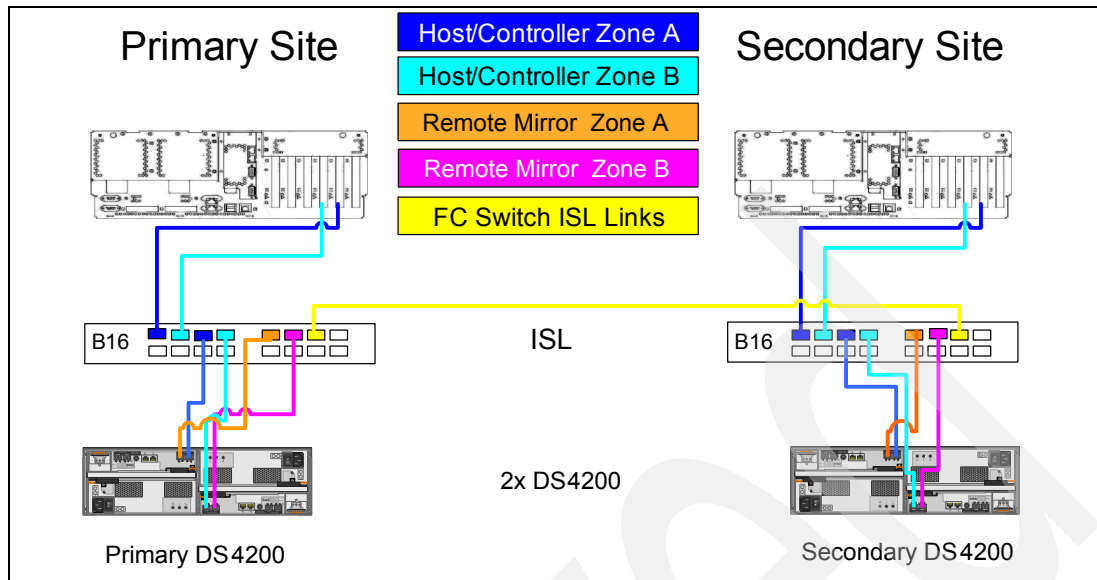 Primary Site
Host/Controller Zone A
Secondary Site
Host/Controller Zone B
Remote Mirror Zone A
Remote Mirror Zone B
FC Switch ISL Links
B16
ISL
B16
2x DS4200
Primary DS4200
Secondary DS4200